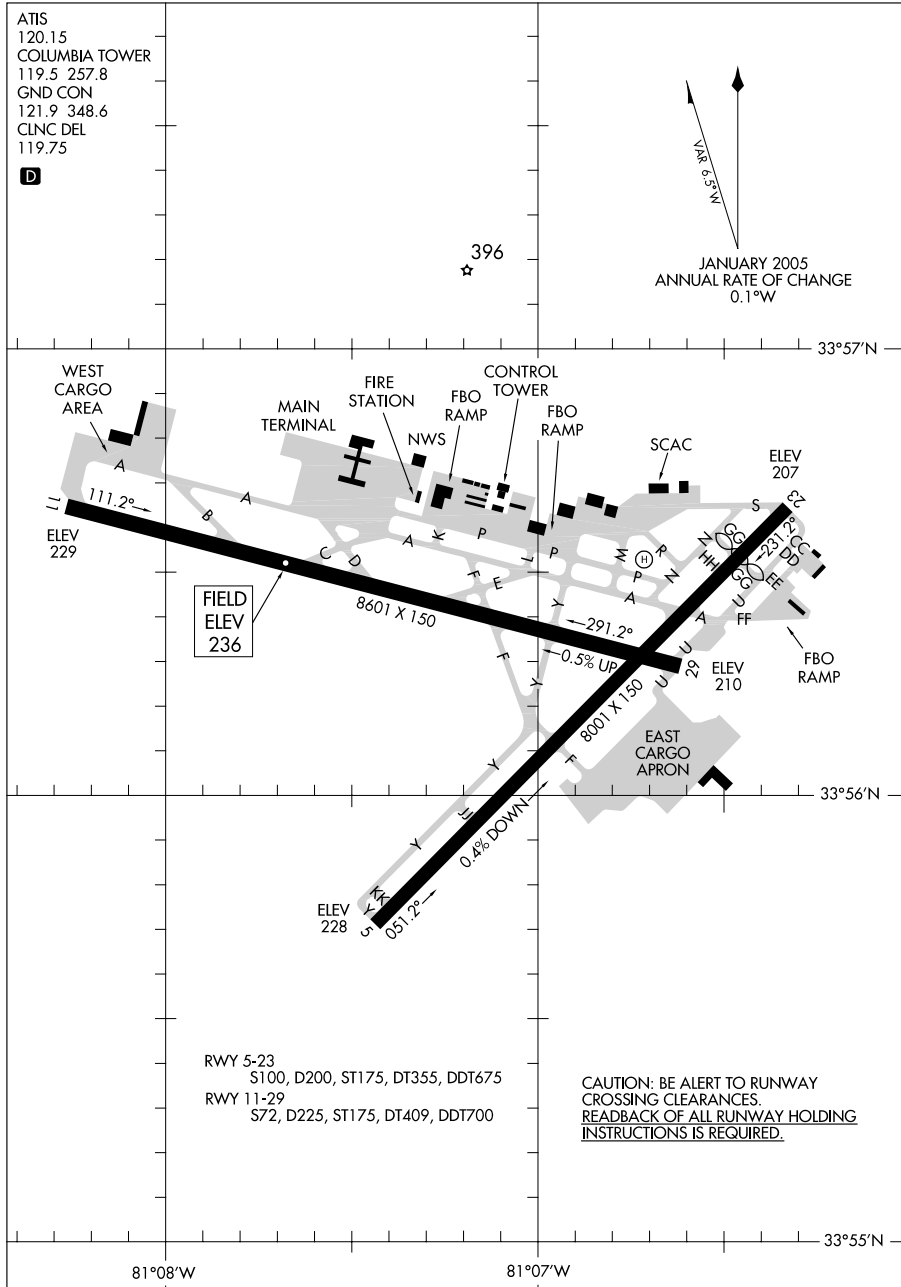 ATIS
120.15
COLUMBIA TOWER
119.5 257.8
GND CON
121.9 348.6
CLNC DEL
119.75
D
396
VAR 6.5° W
JANUARY 2005
ANNUAL RATE OF CHANGE
0.1°W
33°57'N
WEST
CARGO
AREA
MAIN
TERMINAL
FIRE
STATION
NWS
FBO
RAMP
CONTROL
TOWER
FBO
RAMP
SCAC
ELEV
207
23
231.2°
11
111.2°
ELEV
229
A
A
B
C
D
A
K
P
F
E
L
P
Y
M
H
P
R
N
A
N
S
GG
HH
GG
CC
DD
EE
U
FF
A
U
U
FIELD
ELEV
236
8601 X 150
291.2°
0.5% UP
29
ELEV
210
FBO
RAMP
F
Y
8001 X 150
EAST
CARGO
APRON
F
Y
33°56'N
JJ
0.4% DOWN
Y
KK
Y
5
051.2°
ELEV
228
RWY 5-23
S100, D200, ST175, DT355, DDT675
RWY 11-29
S72, D225, ST175, DT409, DDT700
CAUTION: BE ALERT TO RUNWAY
CROSSING CLEARANCES.
READBACK OF ALL RUNWAY HOLDING
INSTRUCTIONS IS REQUIRED.
33°55'N
81°08'W
81°07'W